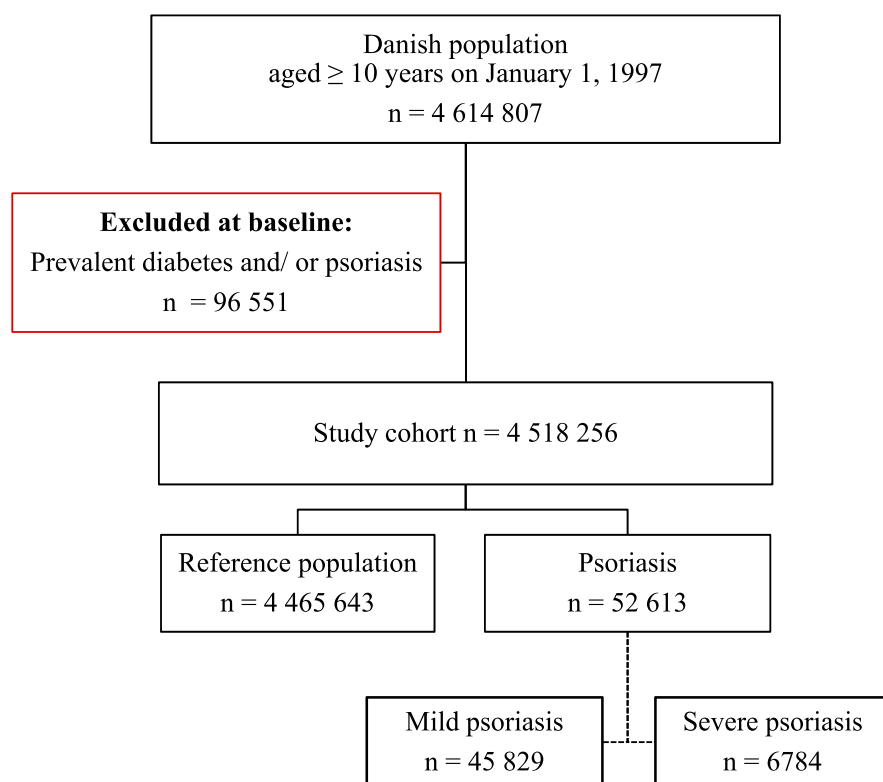 Danish population
aged ≥ 10 years on January 1, 1997
n = 4 614 807
Excluded at baseline:
Prevalent diabetes and/ or psoriasis
n = 96 551
Study cohort n = 4 518 256
Reference population
n = 4 465 643
Psoriasis
n = 52 613
Mild psoriasis
n = 45 829
Severe psoriasis
n = 6784